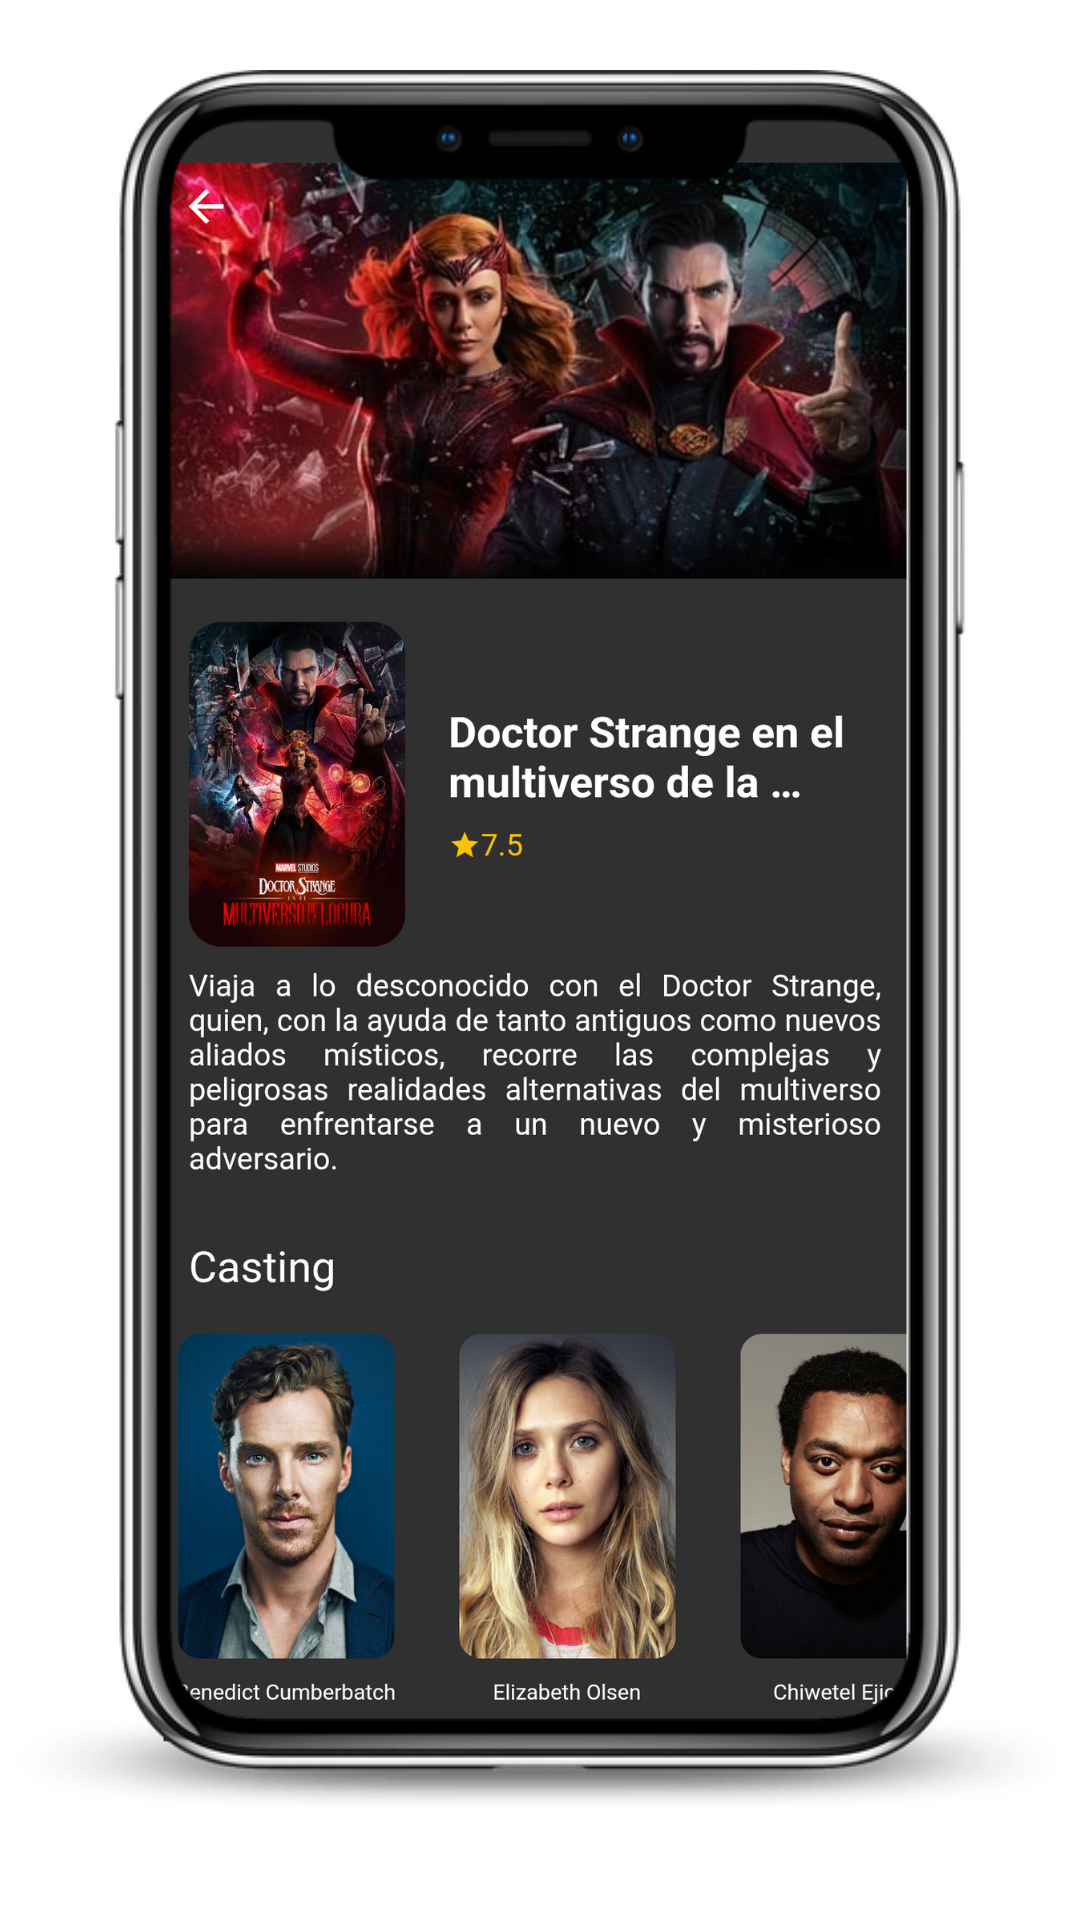 Doctor Strange en el
multiverso de la ...
7.5
MARVEL STUDIOS
DOCTOR STRANGE
EN EL
MULTIVERSO DE LA LOCURA
Viaja a lo desconocido con el Doctor Strange,
quien, con la ayuda de tanto antiguos como nuevos
aliados místicos, recorre las complejas y
peligrosas realidades alternativas del multiverso
para enfrentarse a un nuevo y misterioso
adversario.
Casting
Benedict Cumberbatch
Elizabeth Olsen
Chiwetel Ejio